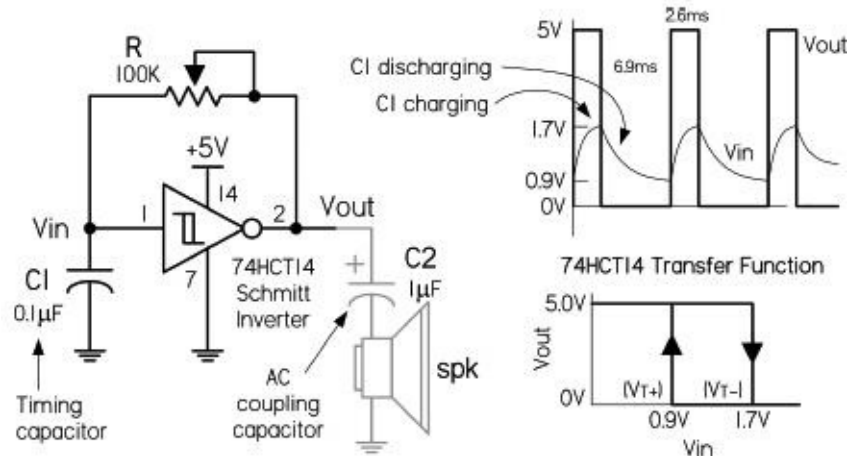 R
100K
+5V
14
Vin
1
2
Vout
7
C1
0.1µF
74HCT14
Schmitt
Inverter
+
C2
1µF
spk
Timing
capacitor
AC
coupling
capacitor
2.6ms
5V
Vout
C1 discharging
6.9ms
C1 charging
1.7V
Vin
0.9V
0V
74HCT14 Transfer Function
5.0V
Vout
0V
(VT+)
(VT-)
0.9V
1.7V
Vin